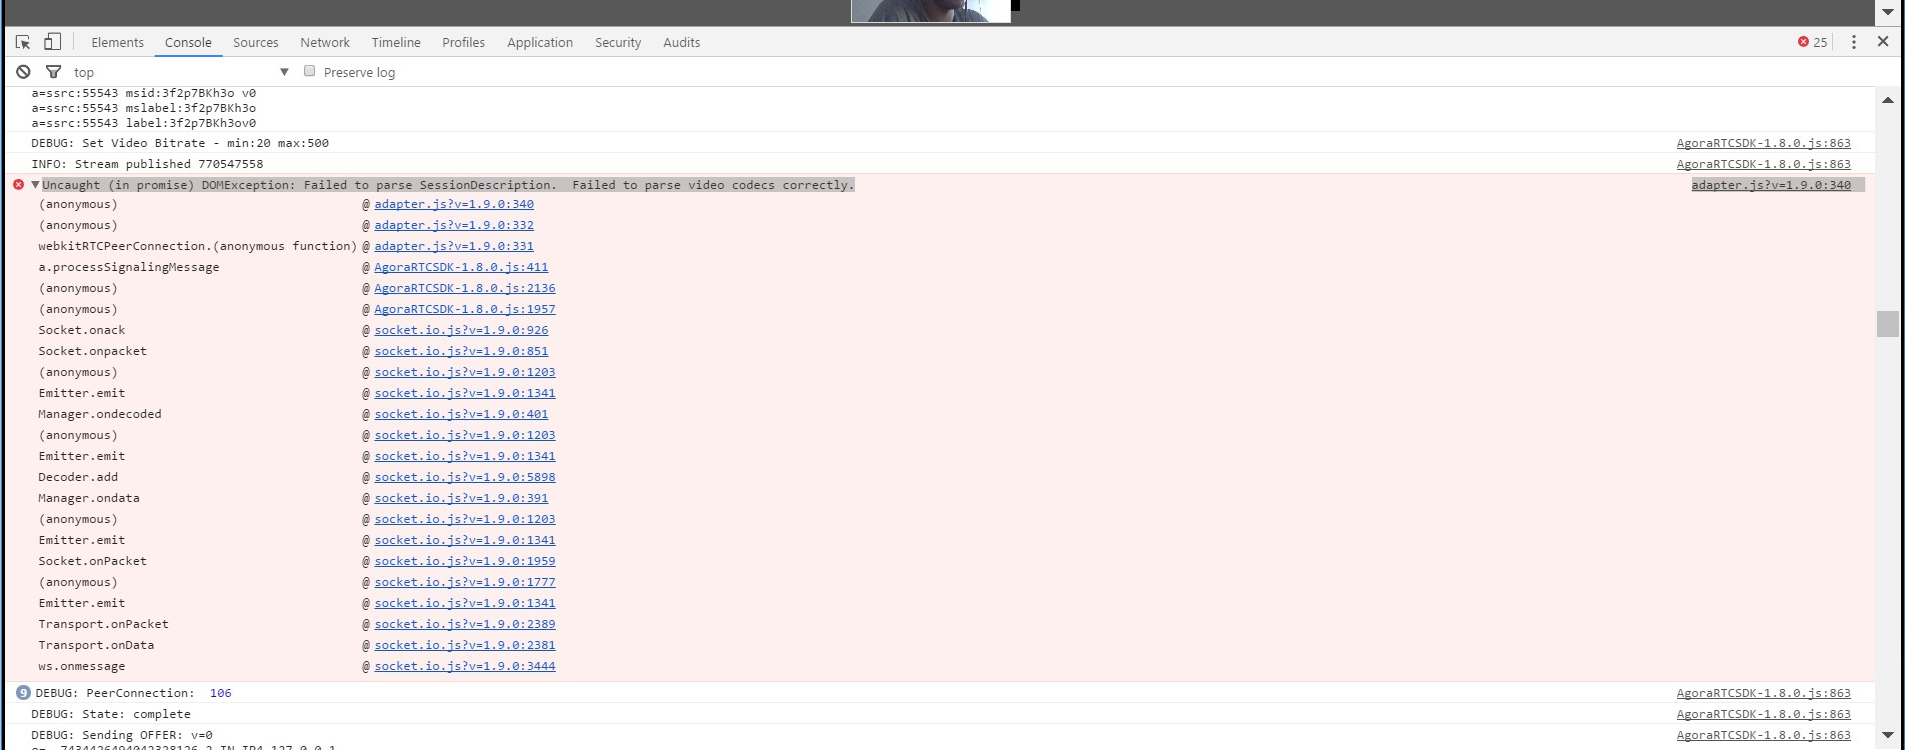 Elements Console Sources Network Timeline Profiles Application Security Audits 25
top Preserve log
a=ssrc:55543 msid:3f2p7BKh3o v0
a=ssrc:55543 mslabel:3f2p7BKh3o
a=ssrc:55543 label:3f2p7BKh3ov0
DEBUG: Set Video Bitrate - min:20 max:500 AgoraRTCSDK-1.8.0.js:863
INFO: Stream published 770547558 AgoraRTCSDK-1.8.0.js:863
Uncaught (in promise) DOMException: Failed to parse SessionDescription.  Failed to parse video codecs correctly. adapter.js?v=1.9.0:340
(anonymous) @ adapter.js?v=1.9.0:340
(anonymous) @ adapter.js?v=1.9.0:332
webkitRTCPeerConnection.(anonymous function) @ adapter.js?v=1.9.0:331
a.processSignalingMessage @ AgoraRTCSDK-1.8.0.js:411
(anonymous) @ AgoraRTCSDK-1.8.0.js:2136
(anonymous) @ AgoraRTCSDK-1.8.0.js:1957
Socket.onack @ socket.io.js?v=1.9.0:926
Socket.onpacket @ socket.io.js?v=1.9.0:851
(anonymous) @ socket.io.js?v=1.9.0:1203
Emitter.emit @ socket.io.js?v=1.9.0:1341
Manager.ondecoded @ socket.io.js?v=1.9.0:401
(anonymous) @ socket.io.js?v=1.9.0:1203
Emitter.emit @ socket.io.js?v=1.9.0:1341
Decoder.add @ socket.io.js?v=1.9.0:5898
Manager.ondata @ socket.io.js?v=1.9.0:391
(anonymous) @ socket.io.js?v=1.9.0:1203
Emitter.emit @ socket.io.js?v=1.9.0:1341
Socket.onPacket @ socket.io.js?v=1.9.0:1959
(anonymous) @ socket.io.js?v=1.9.0:1777
Emitter.emit @ socket.io.js?v=1.9.0:1341
Transport.onPacket @ socket.io.js?v=1.9.0:2389
Transport.onData @ socket.io.js?v=1.9.0:2381
ws.onmessage @ socket.io.js?v=1.9.0:3444
9 DEBUG: PeerConnection:  106 AgoraRTCSDK-1.8.0.js:863
DEBUG: State: complete AgoraRTCSDK-1.8.0.js:863
DEBUG: Sending OFFER: v=0 AgoraRTCSDK-1.8.0.js:863